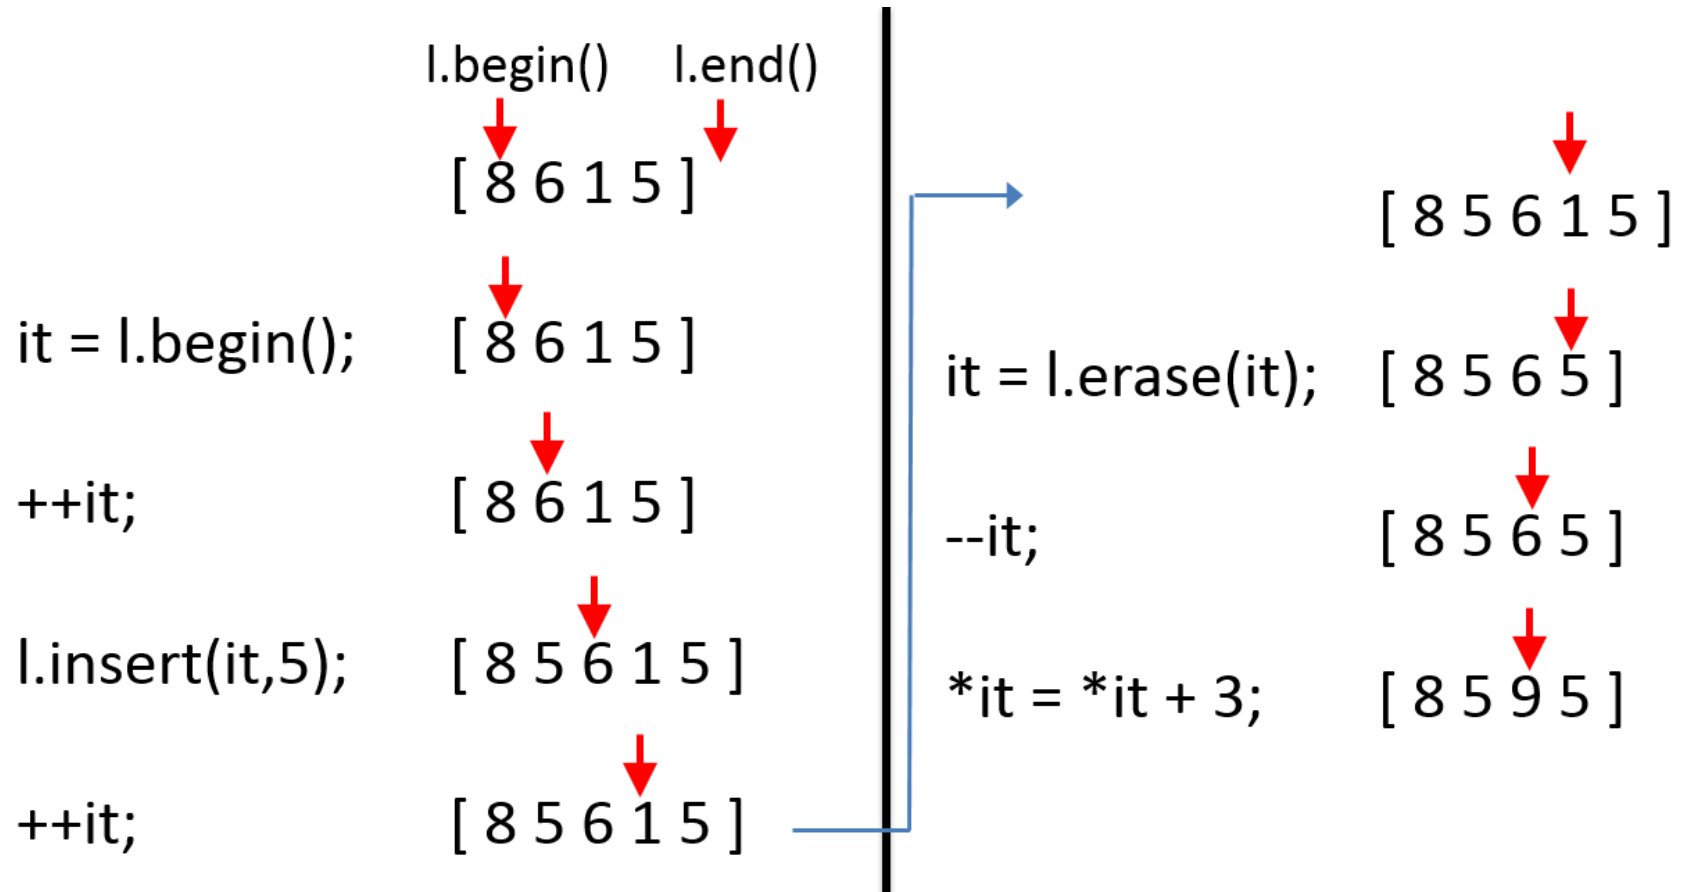 l.begin() l.end()
[ 8 6 1 5 ]
it = l.begin(); [ 8 6 1 5 ]
++it; [ 8 6 1 5 ]
l.insert(it,5); [ 8 5 6 1 5 ]
++it; [ 8 5 6 1 5 ]
[ 8 5 6 1 5 ]
it = l.erase(it); [ 8 5 6 5 ]
--it; [ 8 5 6 5 ]
*it = *it + 3; [ 8 5 9 5 ]